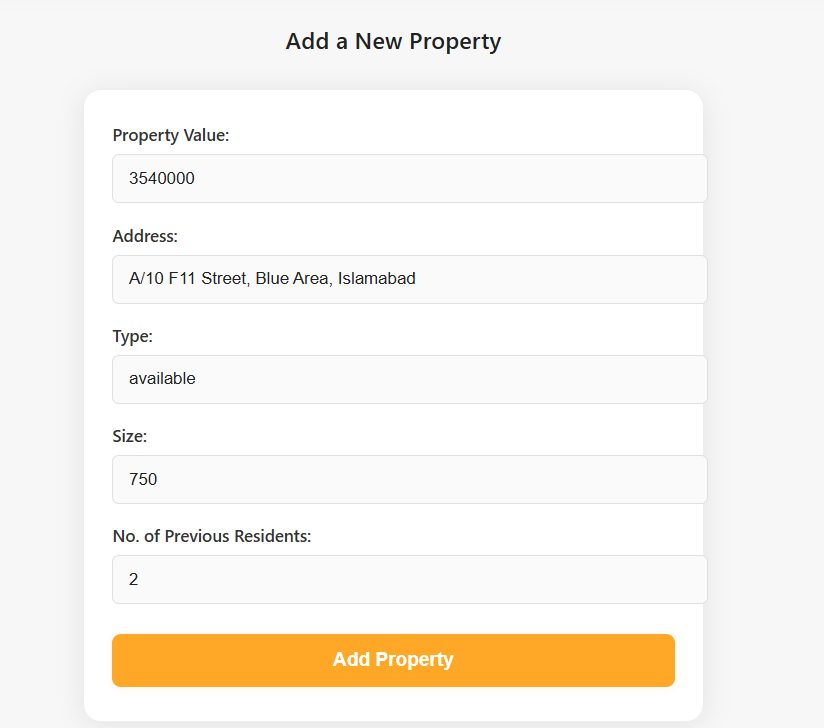 Add a New Property
Property Value:
3540000
Address:
A/10 F11 Street, Blue Area, Islamabad
Type:
available
Size:
750
No. of Previous Residents:
2
Add Property